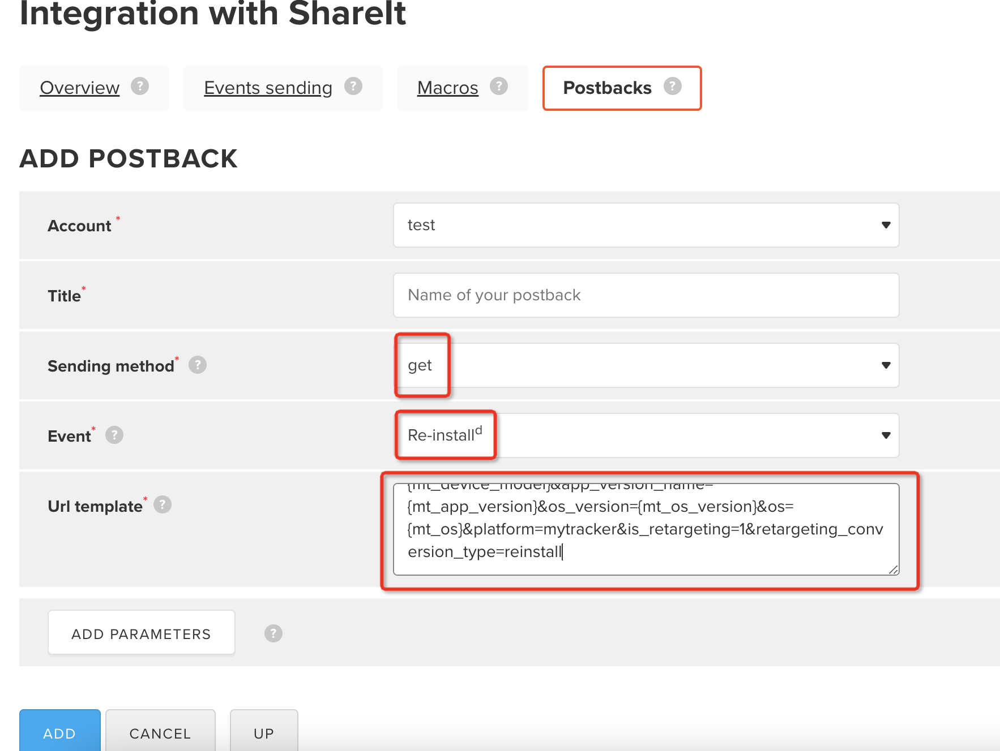 Integration with ShareIt
Overview ? Events sending ? Macros ? Postbacks ?
ADD POSTBACK
Account * test
Title* Name of your postback
Sending method* ? get
Event* ? Re-installᵈ
Url template* ?
{mt_device_model}&app_version_name=
{mt_app_version}&os_version={mt_os_version}&os=
{mt_os}&platform=mytracker&is_retargeting=1&retargeting_conv
ersion_type=reinstall
ADD PARAMETERS ?
ADD CANCEL UP